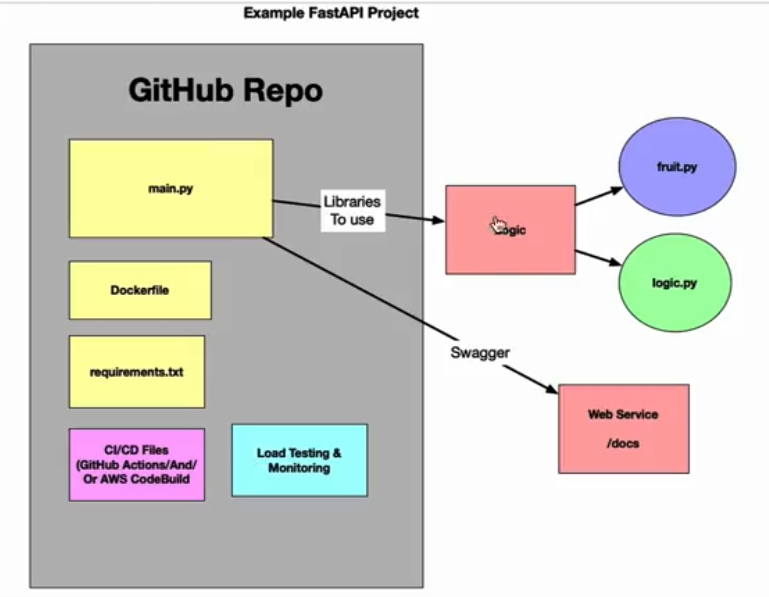 Example FastAPI Project
GitHub Repo
main.py
Libraries
To use
Logic
fruit.py
logic.py
Dockerfile
Swagger
requirements.txt
Web Service
/docs
CI/CD Files
(GitHub Actions/And/
Or AWS CodeBuild
Load Testing &
Monitoring